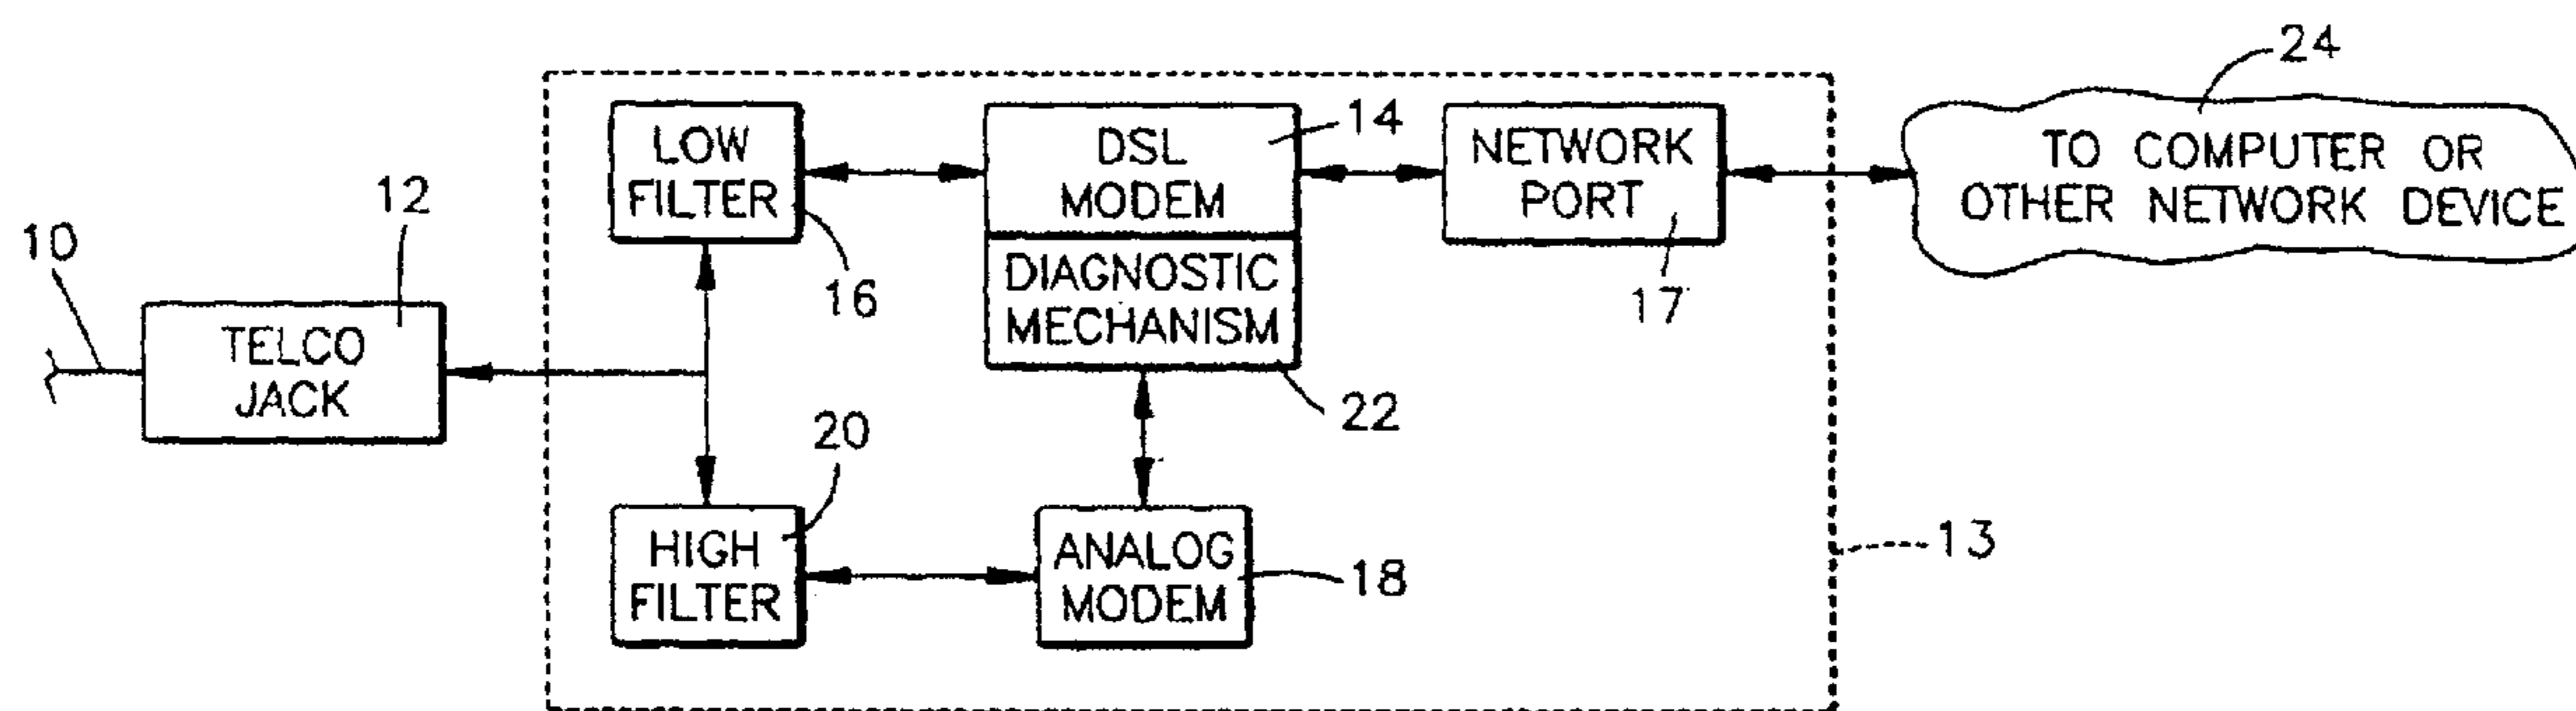 24
LOW
FILTER
16
DSL
MODEM
14
NETWORK
PORT
17
TO COMPUTER OR
OTHER NETWORK DEVICE
10
12
TELCO
JACK
DIAGNOSTIC
MECHANISM
22
20
HIGH
FILTER
ANALOG
MODEM
18
13